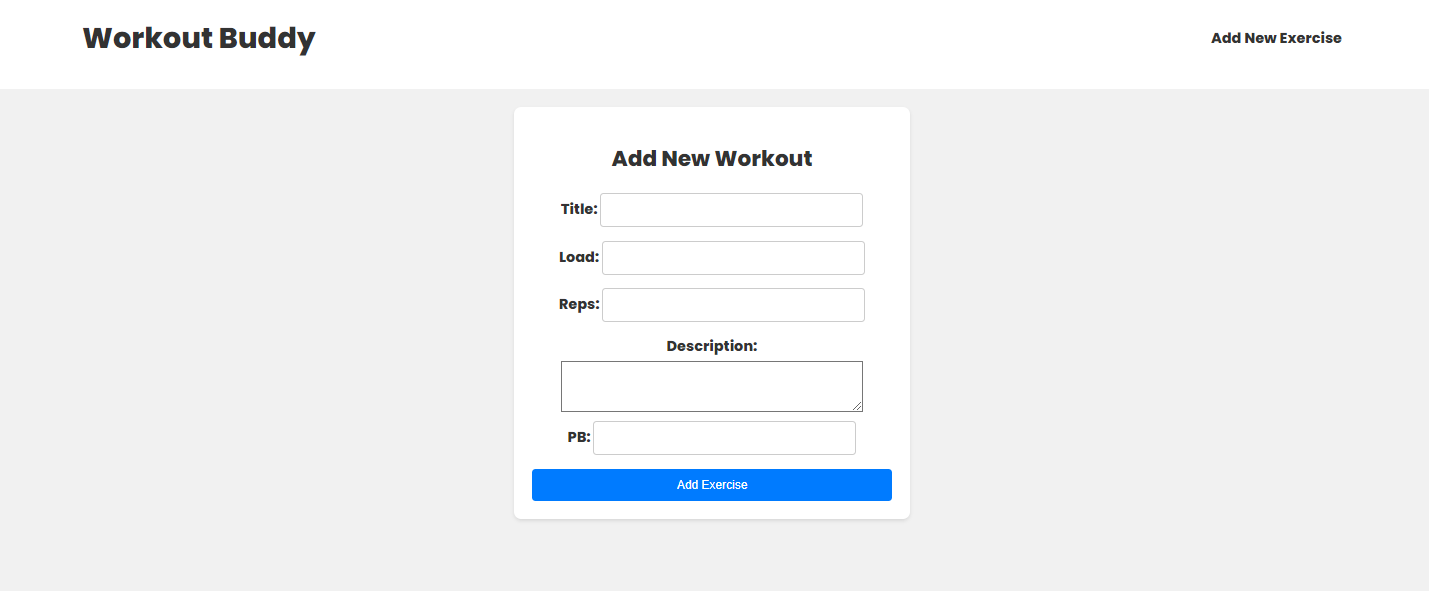 Workout Buddy
Add New Exercise
Add New Workout
Title:
Load:
Reps:
Description:
PB:
Add Exercise